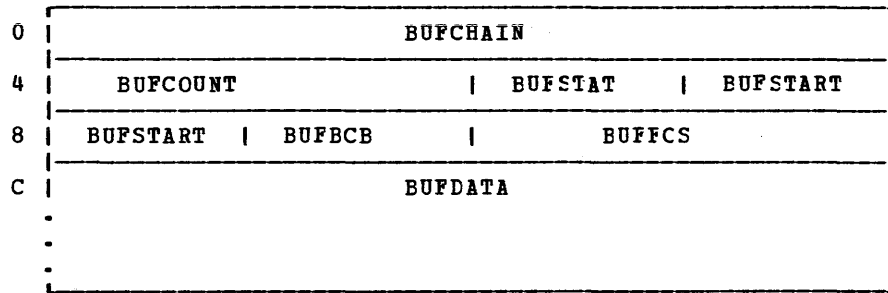 0 BUFCHAIN
4 | BUFCOUNT | BUFSTAT | BUFSTART
8 | BUFSTART | BUFBCB | BUFFCS
C | BUFDATA